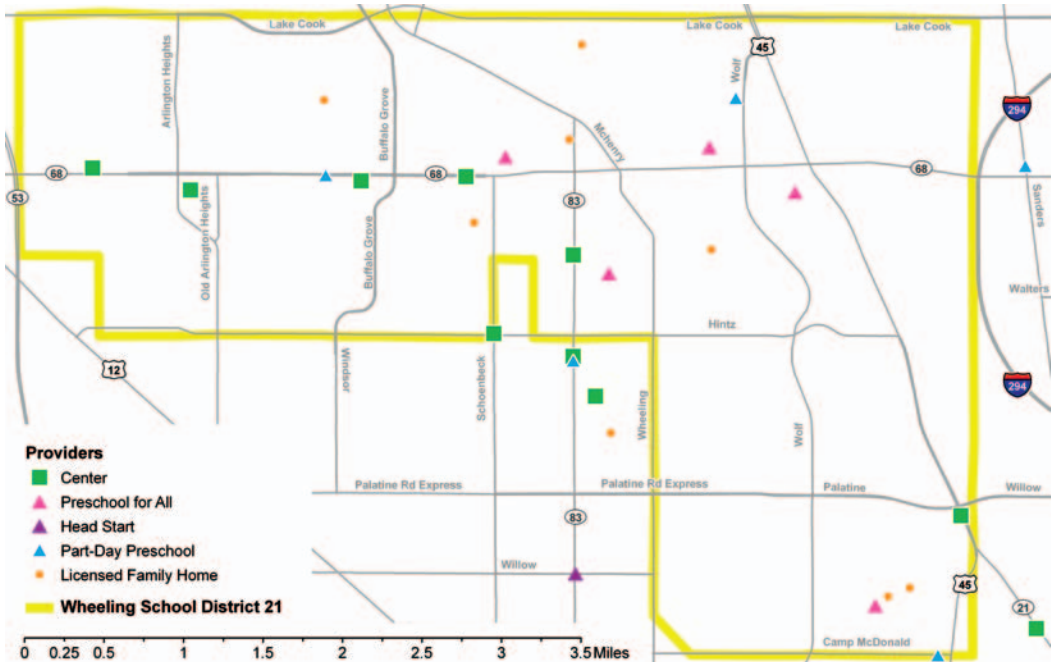 Lake Cook
Lake Cook
Lake Cook
45
Arlington Heights
Buffalo Grove
Wolf
294
Mchenry
68
68
68
53
83
Sanders
Old Arlington Heights
Buffalo Grove
Walters
Hintz
12
Windsor
Schoenbeck
294
Wheeling
Wolf
Providers
Center
Preschool for All
Head Start
Part-Day Preschool
Licensed Family Home
Wheeling School District 21
Palatine Rd Express
Palatine Rd Express
Palatine
Willow
83
Willow
45
21
Camp McDonald
0 0.25 0.5 1 1.5 2 2.5 3 3.5 Miles